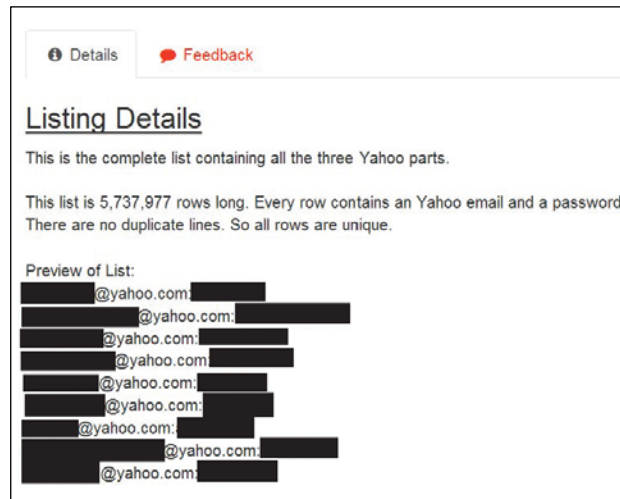 Details
Feedback
Listing Details
This is the complete list containing all the three Yahoo parts.
This list is 5,737,977 rows long. Every row contains an Yahoo email and a password
There are no duplicate lines. So all rows are unique.
Preview of List:
@yahoo.com:
@yahoo.com:
@yahoo.com:
@yahoo.com:
@yahoo.com:
@yahoo.com:
@yahoo.com:
@yahoo.com:
@yahoo.com: